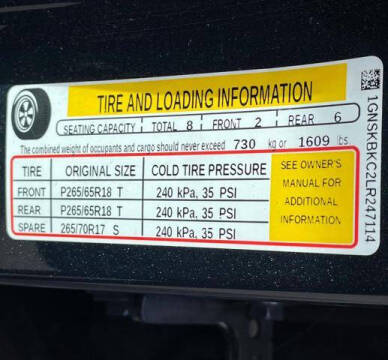 TIRE AND LOADING INFORMATION
SEATING CAPACITY TOTAL 8 FRONT 2 REAR 6
The combined weight of occupants and cargo should never exceed 730 kg or 1609 lbs
TIRE ORIGINAL SIZE COLD TIRE PRESSURE
FRONT P265/65R18 T 240 kPa, 35 PSI
REAR P265/65R18 T 240 kPa, 35 PSI
SPARE 265/70R17 S 240 kPa, 35 PSI
SEE OWNER'S
MANUAL FOR
ADDITIONAL
INFORMATION
1GNSKBKC2LR247114